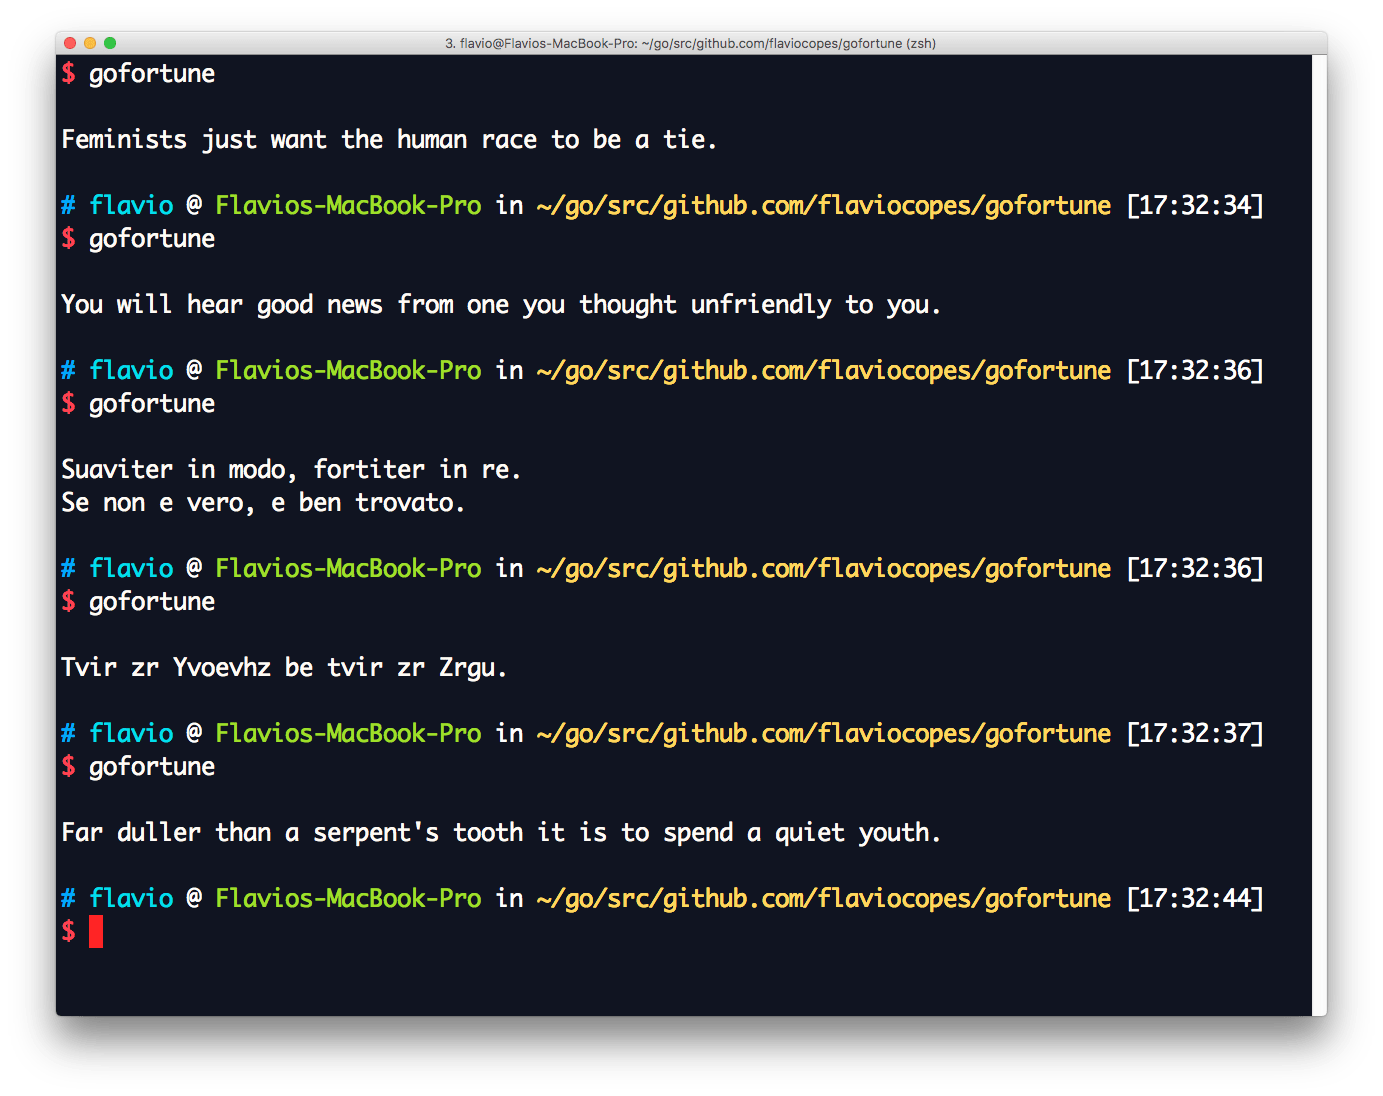 3. flavio@Flavios-MacBook-Pro: ~/go/src/github.com/flaviocopes/gofortune (zsh)
$ gofortune
Feminists just want the human race to be a tie.
# flavio @ Flavios-MacBook-Pro in ~/go/src/github.com/flaviocopes/gofortune [17:32:34]
$ gofortune
You will hear good news from one you thought unfriendly to you.
# flavio @ Flavios-MacBook-Pro in ~/go/src/github.com/flaviocopes/gofortune [17:32:36]
$ gofortune
Suaviter in modo, fortiter in re.
Se non e vero, e ben trovato.
# flavio @ Flavios-MacBook-Pro in ~/go/src/github.com/flaviocopes/gofortune [17:32:36]
$ gofortune
Tvir zr Yvoevhz be tvir zr Zrgu.
# flavio @ Flavios-MacBook-Pro in ~/go/src/github.com/flaviocopes/gofortune [17:32:37]
$ gofortune
Far duller than a serpent's tooth it is to spend a quiet youth.
# flavio @ Flavios-MacBook-Pro in ~/go/src/github.com/flaviocopes/gofortune [17:32:44]
$